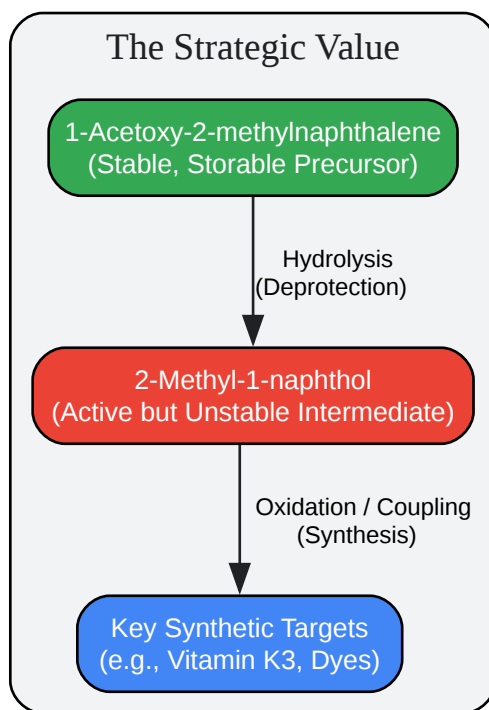 The Strategic Value
1-Acetoxy-2-methylnaphthalene
(Stable, Storable Precursor)
Hydrolysis
(Deprotection)
2-Methyl-1-naphthol
(Active but Unstable Intermediate)
Oxidation / Coupling
(Synthesis)
Key Synthetic Targets
(e.g., Vitamin K3, Dyes)